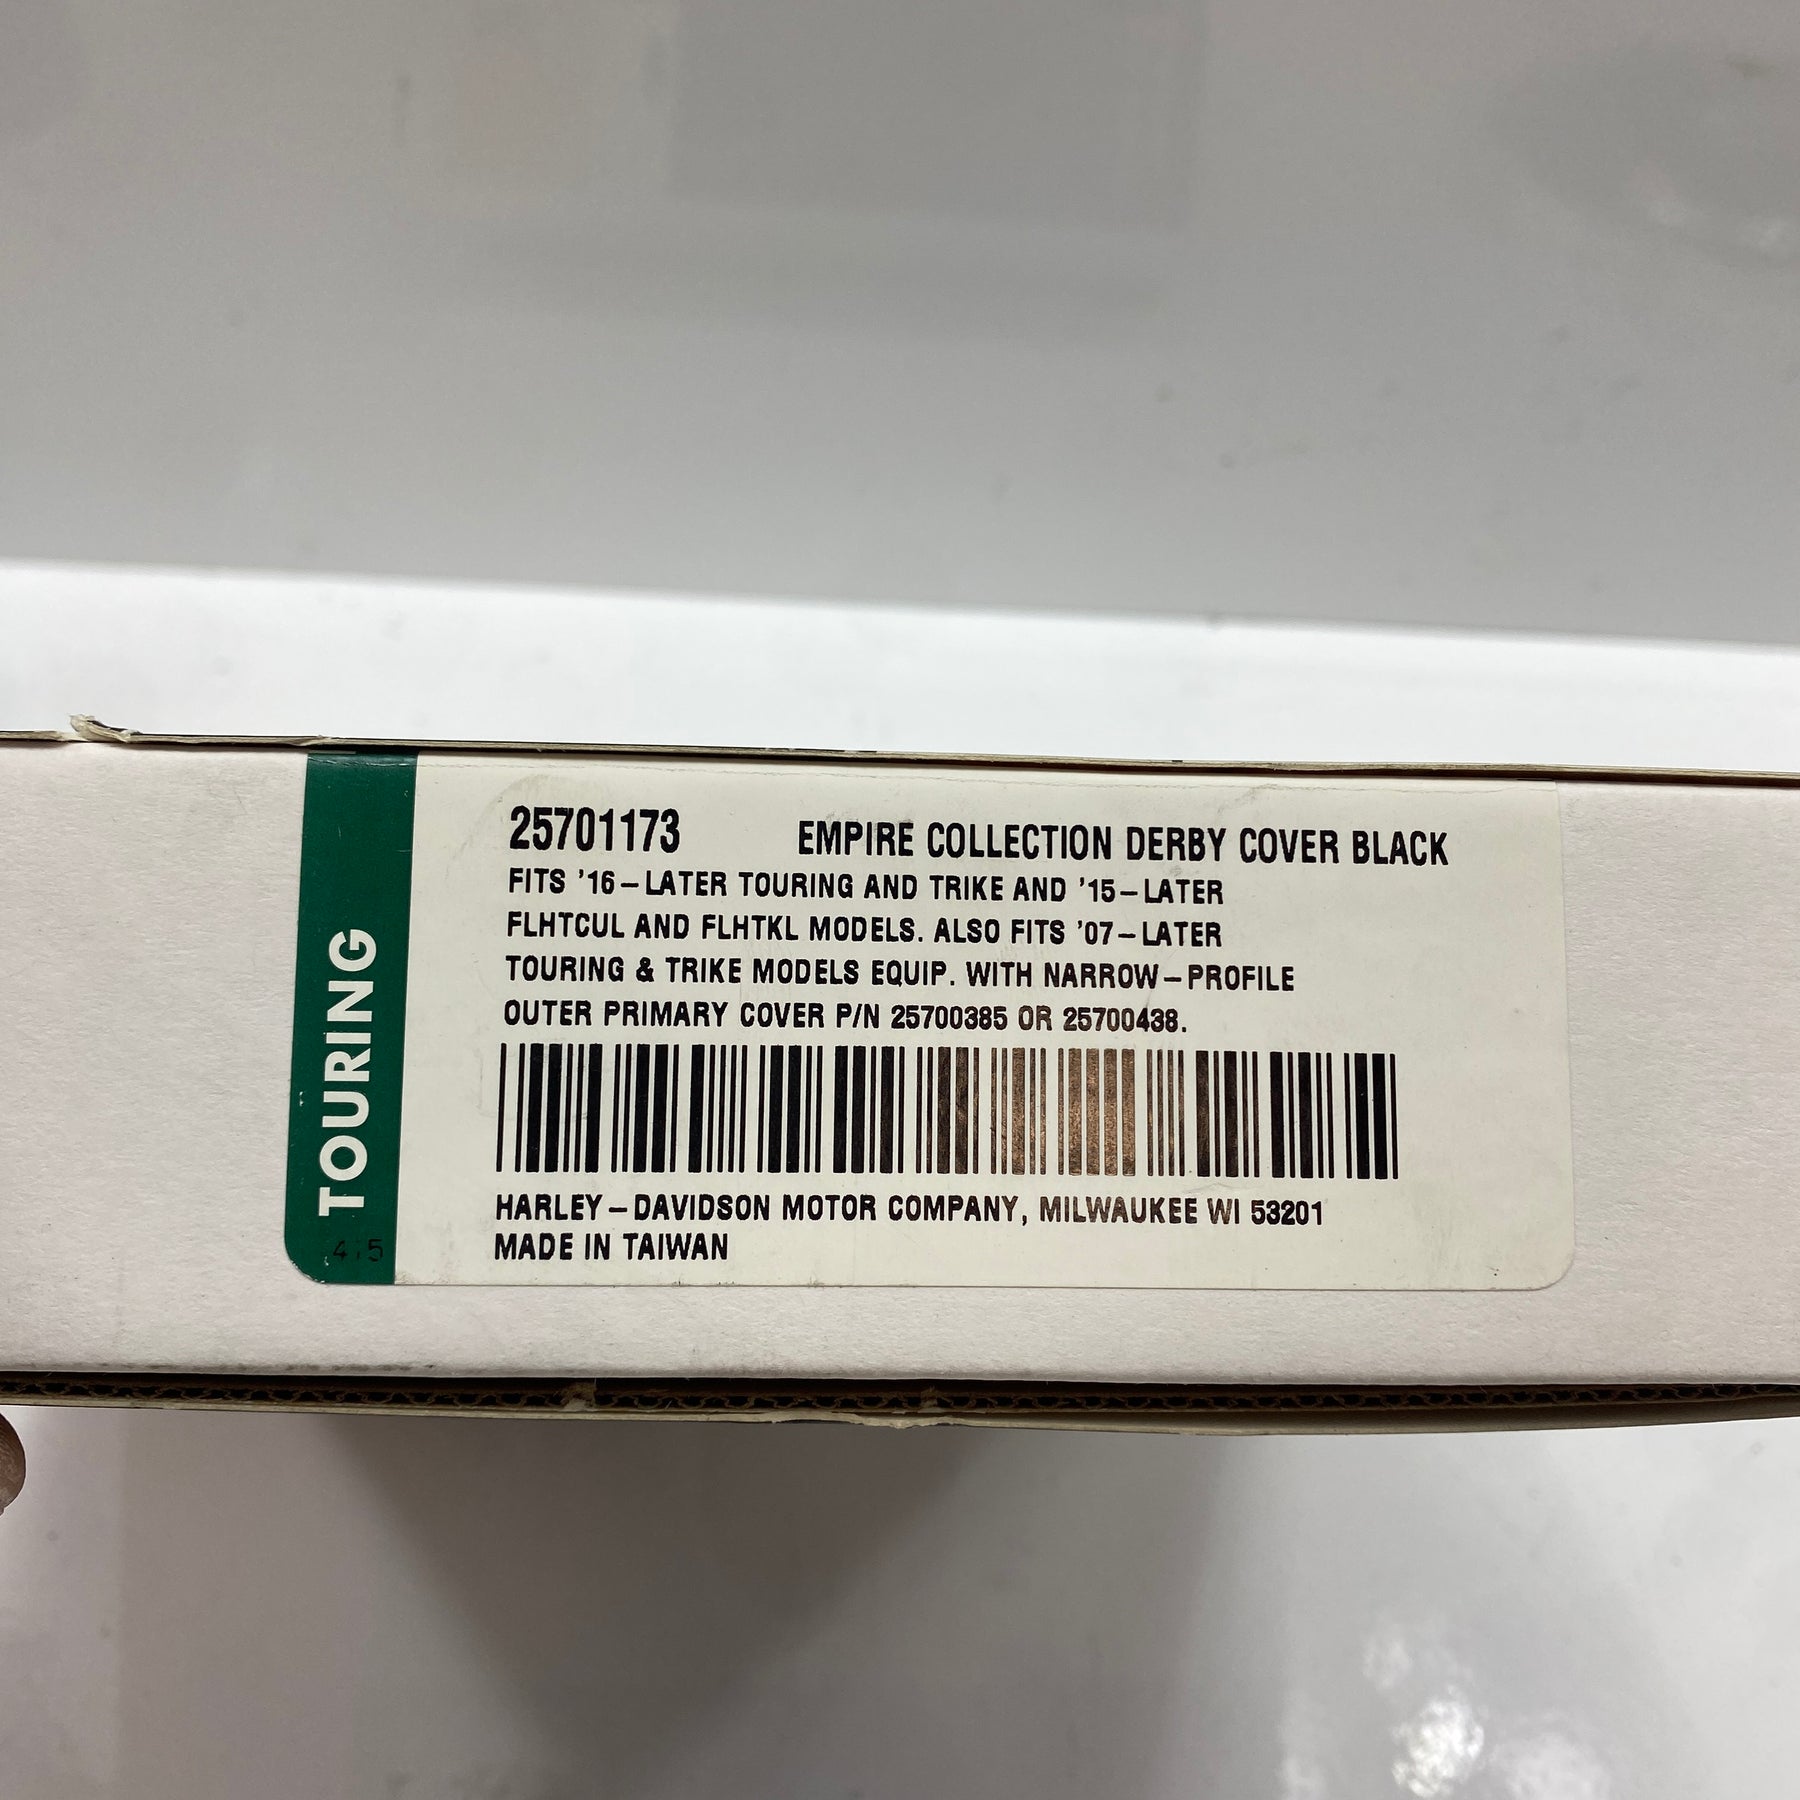 25701173 EMPIRE COLLECTION DERBY COVER BLACK
FITS '16-LATER TOURING AND TRIKE AND '15-LATER
FLHTCUL AND FLHTKL MODELS. ALSO FITS '07-LATER
TOURING & TRIKE MODELS EQUIP. WITH NARROW-PROFILE
OUTER PRIMARY COVER P/N 25700385 OR 25700438.
HARLEY-DAVIDSON MOTOR COMPANY, MILWAUKEE WI 53201
MADE IN TAIWAN
TOURING